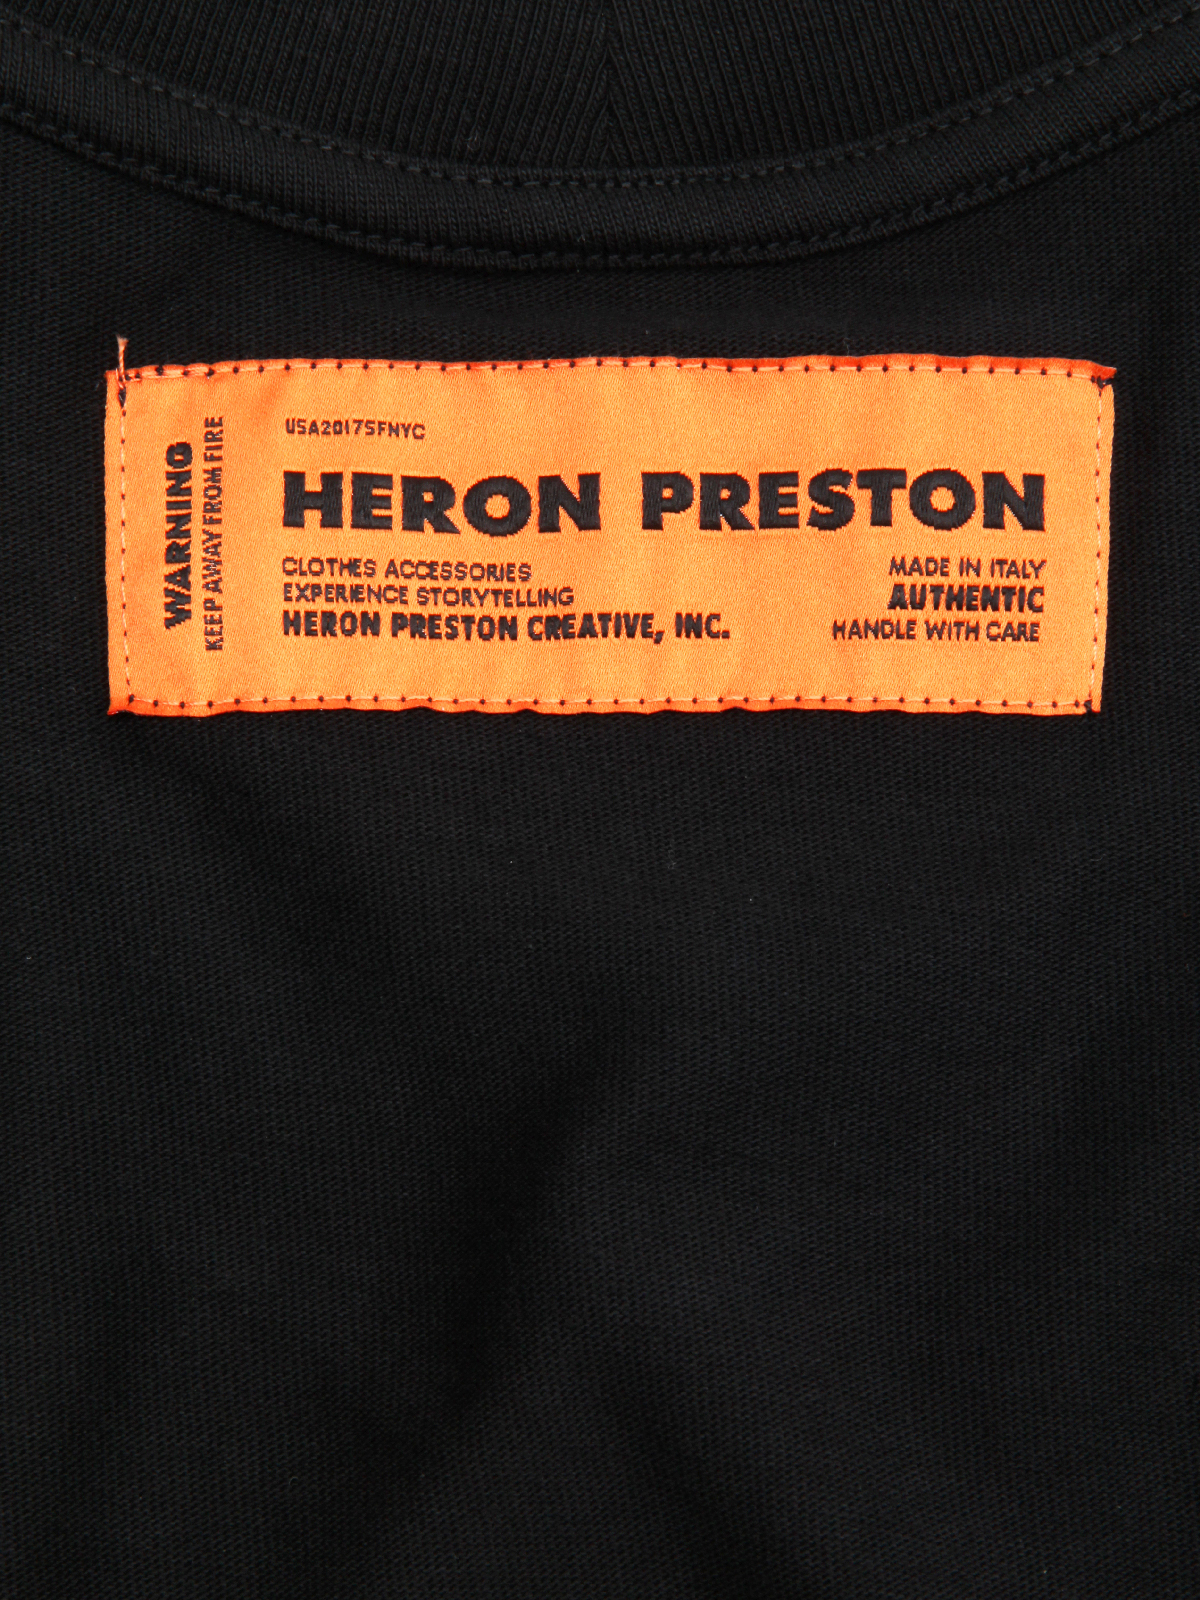 WARNING
KEEP AWAY FROM FIRE
USA2017SFNYC
HERON PRESTON
CLOTHES ACCESSORIES
EXPERIENCE STORYTELLING
HERON PRESTON CREATIVE, INC.
MADE IN ITALY
AUTHENTIC
HANDLE WITH CARE